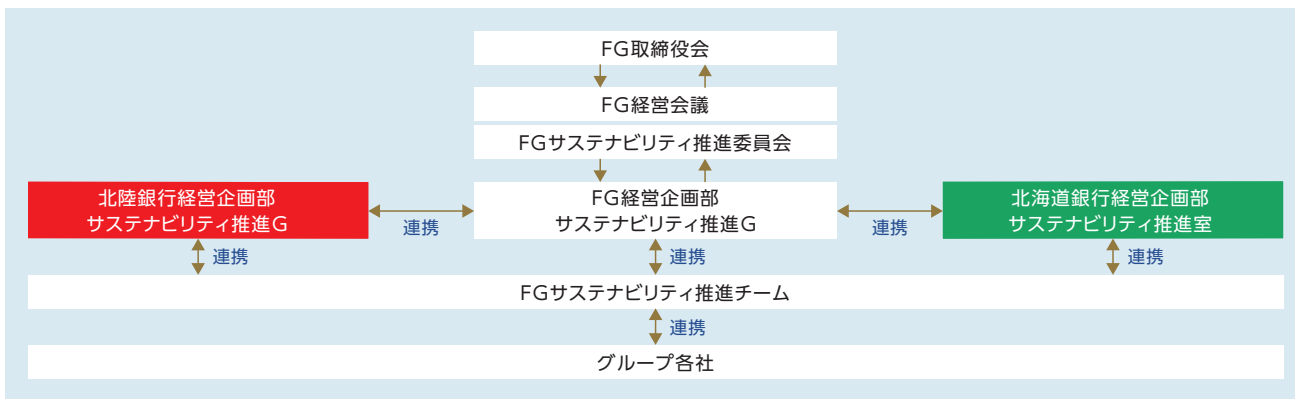 FG取締役会
FG経営会議
FGサステナビリティ推進委員会
北陸銀行経営企画部
サステナビリティ推進G
連携
FG経営企画部
サステナビリティ推進G
連携
北海道銀行経営企画部
サステナビリティ推進室
連携
連携
連携
FGサステナビリティ推進チーム
連携
グループ各社